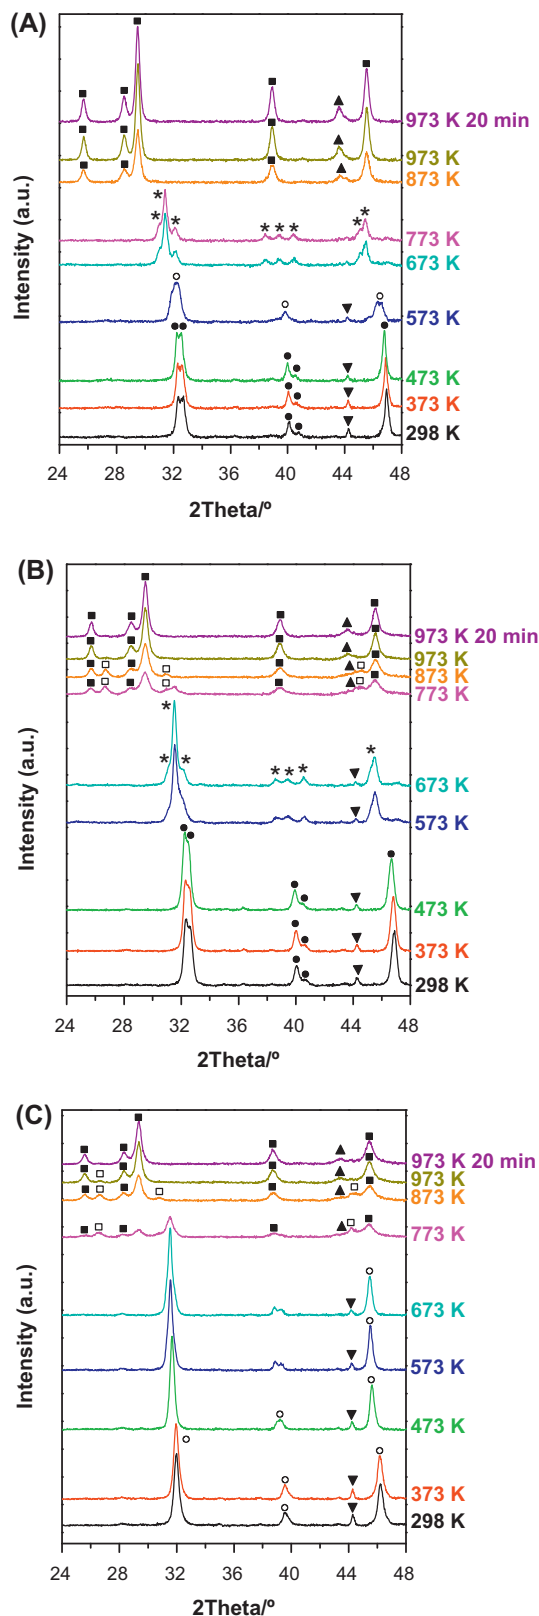 (A)
973 K 20 min
973 K
873 K
773 K
673 K
573 K
473 K
373 K
298 K
Intensity (a.u.)
24 28 32 36 40 44 48
2Theta/º
(B)
973 K 20 min
973 K
873 K
773 K
673 K
573 K
473 K
373 K
298 K
Intensity (a.u.)
24 28 32 36 40 44 48
2Theta/º
(C)
973 K 20 min
973 K
873 K
773 K
673 K
573 K
473 K
373 K
298 K
Intensity (a.u.)
24 28 32 36 40 44 48
2Theta/º